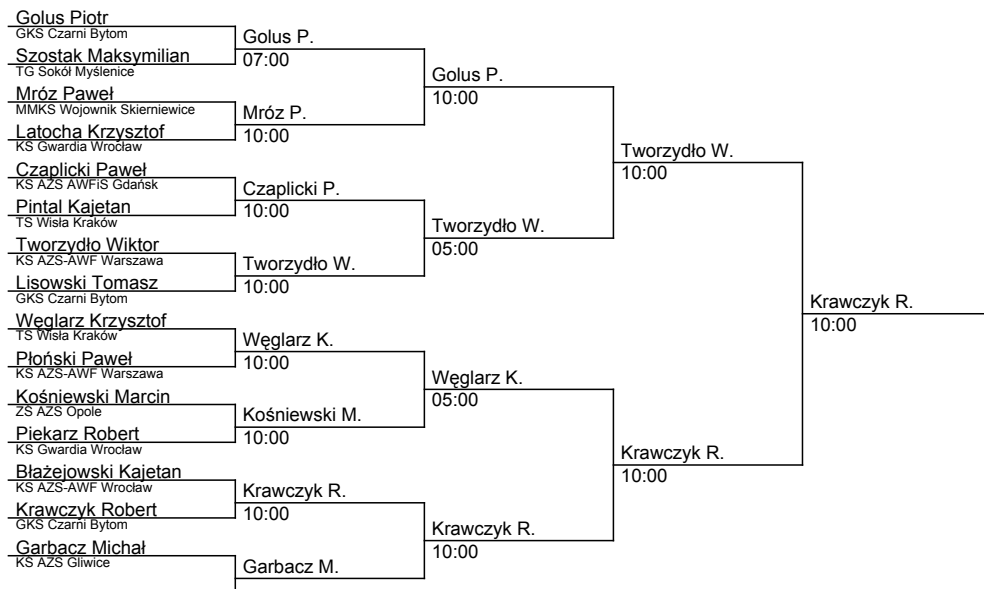 Golus Piotr
GKS Czarni Bytom
Szostak Maksymilian
TG Sokół Myślenice
Mróz Paweł
MMKS Wojownik Skierniewice
Latocha Krzysztof
KS Gwardia Wrocław
Czaplicki Paweł
KS AZS AWFiS Gdańsk
Pintal Kajetan
TS Wisła Kraków
Tworzydło Wiktor
KS AZS-AWF Warszawa
Lisowski Tomasz
GKS Czarni Bytom
Węglarz Krzysztof
TS Wisła Kraków
Płoński Paweł
KS AZS-AWF Warszawa
Kośniewski Marcin
ZS AZS Opole
Piekarz Robert
KS Gwardia Wrocław
Błażejowski Kajetan
KS AZS-AWF Wrocław
Krawczyk Robert
GKS Czarni Bytom
Garbacz Michał
KS AZS Gliwice
Golus P.
07:00
Mróz P.
10:00
Czaplicki P.
10:00
Tworzydło W.
10:00
Węglarz K.
10:00
Kośniewski M.
10:00
Krawczyk R.
10:00
Garbacz M.
Golus P.
10:00
Tworzydło W.
05:00
Węglarz K.
05:00
Krawczyk R.
10:00
Tworzydło W.
10:00
Krawczyk R.
10:00
Krawczyk R.
10:00